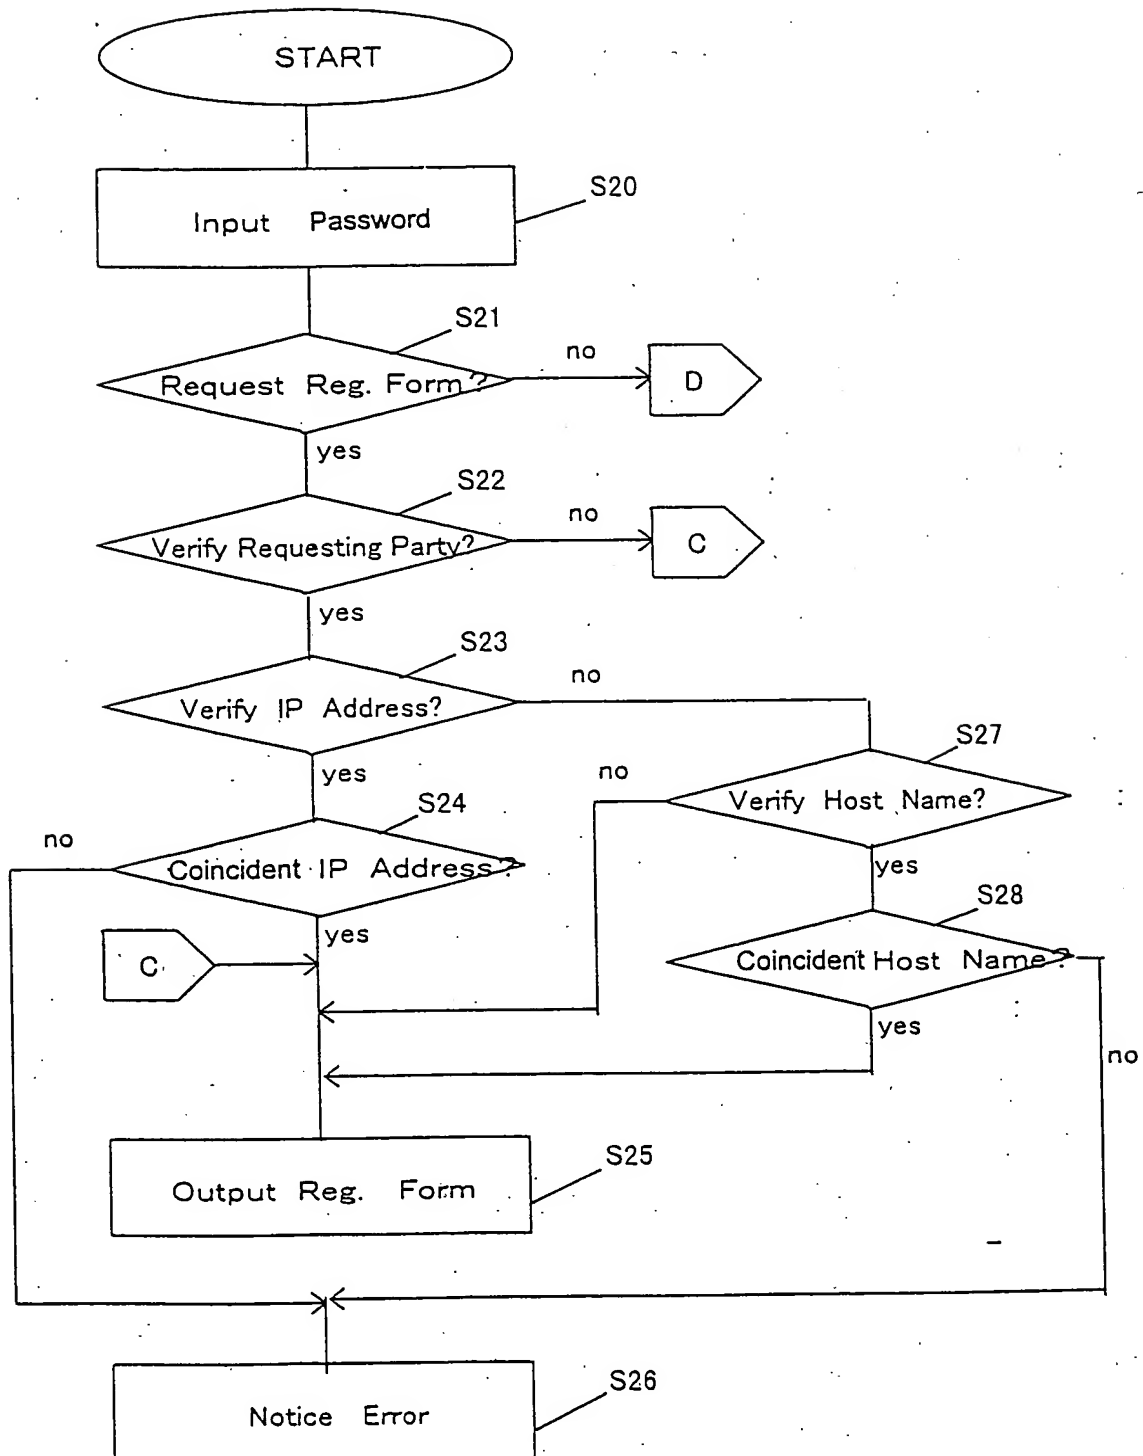 START
Input Password
S20
S21
Request Reg. Form?
no
D
yes
S22
Verify Requesting Party?
no
C
yes
S23
Verify IP Address?
no
yes
S27
Verify Host Name?
no
yes
S24
Coincident IP Address?
no
yes
S28
Coincident Host Name?
yes
no
C
S25
Output Reg. Form
S26
Notice Error